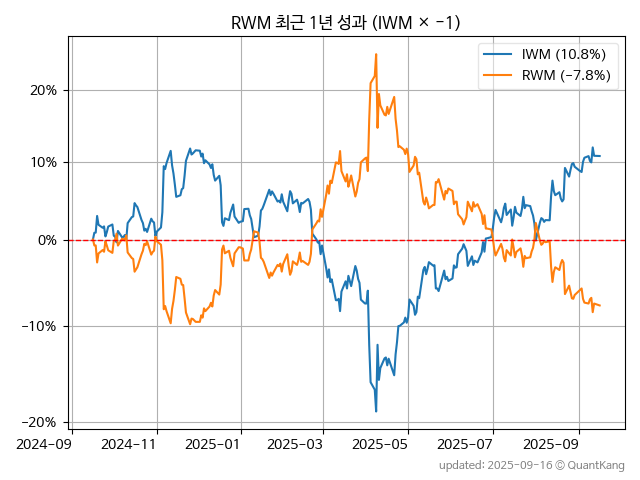 RWM 최근 1년 성과 (IWM × −1)
IWM (10.8%)
RWM (−7.8%)
20%
10%
0%
−10%
−20%
2024-09 2024-11 2025-01 2025-03 2025-05 2025-07 2025-09
updated: 2025-09-16 © QuantKang